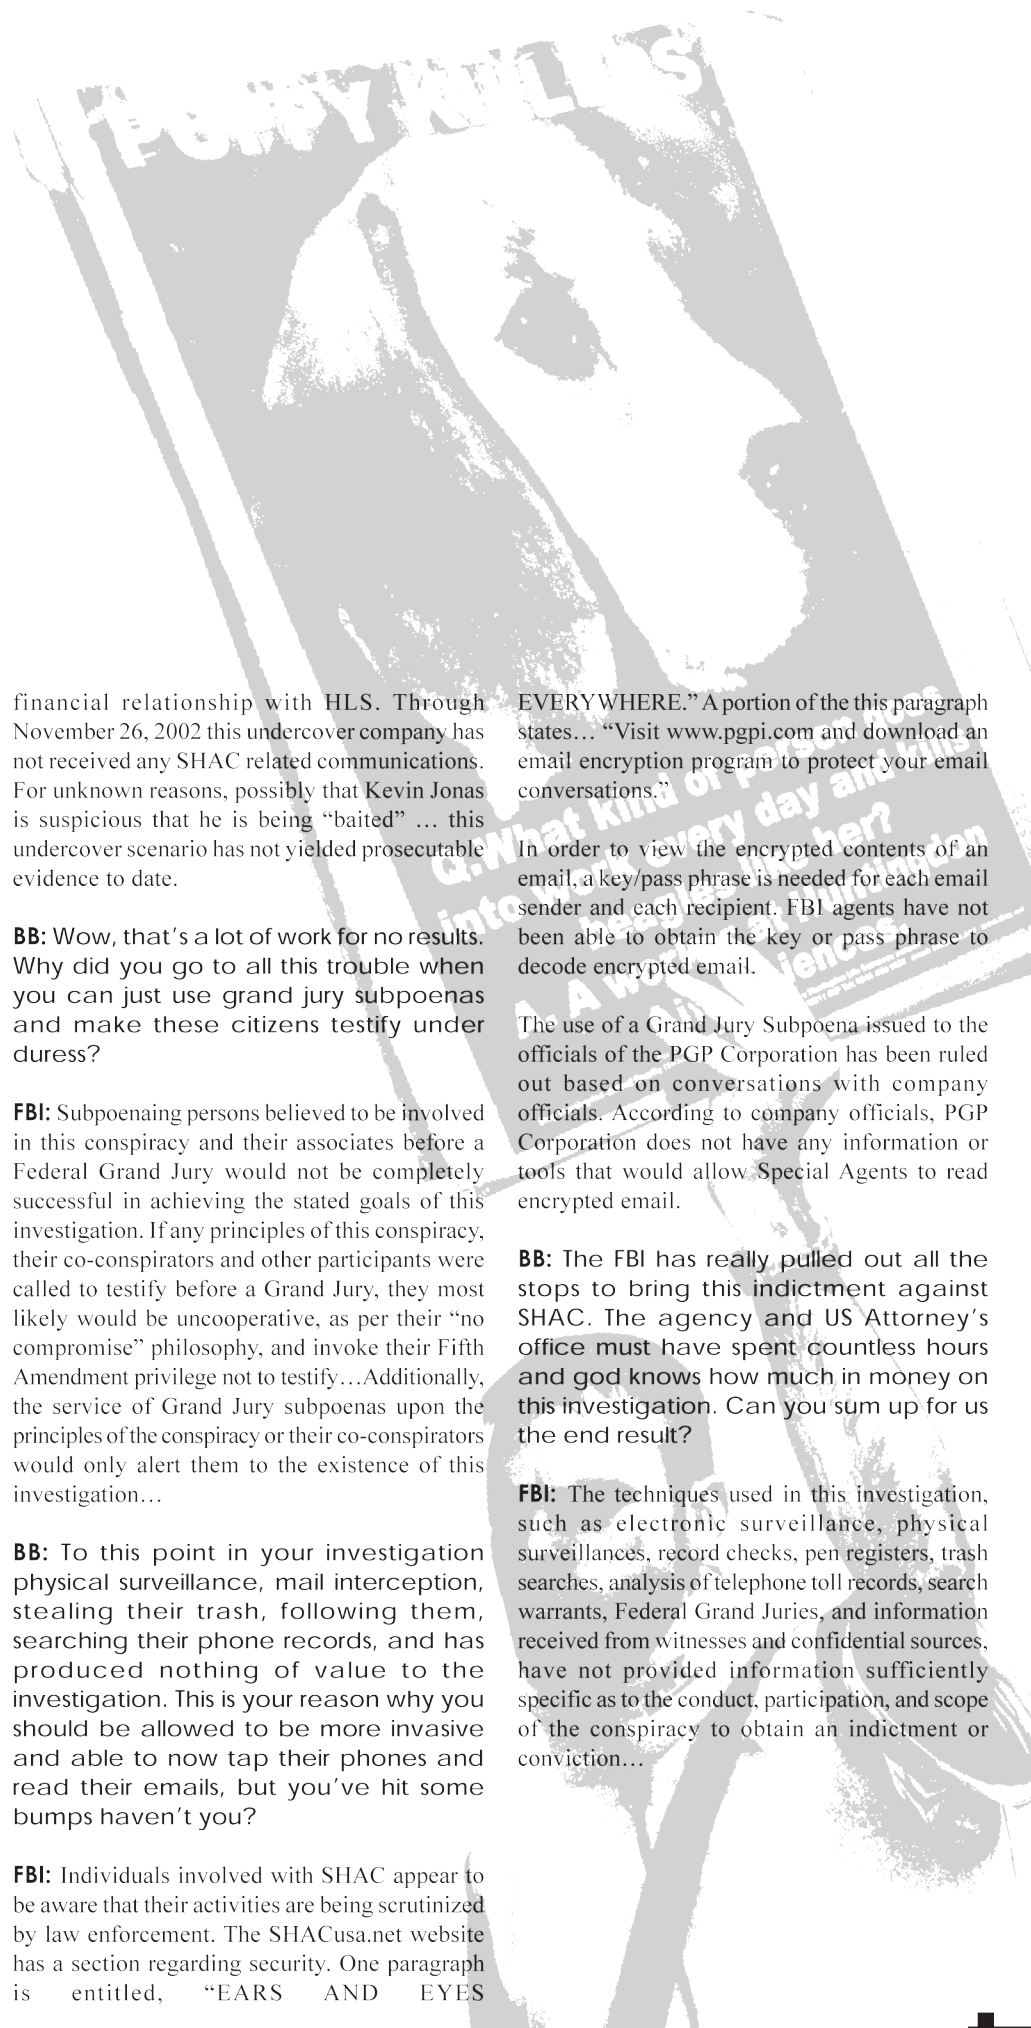 PUPPY KILLERS
financial relationship with HLS. Through
November 26, 2002 this undercover company has
not received any SHAC related communications.
For unknown reasons, possibly that Kevin Jonas
is suspicious that he is being “baited” … this
undercover scenario has not yielded prosecutable
evidence to date.
BB: Wow, that’s a lot of work for no results.
Why did you go to all this trouble when
you can just use grand jury subpoenas
and make these citizens testify under
duress?
FBI: Subpoenaing persons believed to be involved
in this conspiracy and their associates before a
Federal Grand Jury would not be completely
successful in achieving the stated goals of this
investigation. If any principles of this conspiracy,
their co-conspirators and other participants were
called to testify before a Grand Jury, they most
likely would be uncooperative, as per their “no
compromise” philosophy, and invoke their Fifth
Amendment privilege not to testify…Additionally,
the service of Grand Jury subpoenas upon the
principles of the conspiracy or their co-conspirators
would only alert them to the existence of this
investigation…
BB: To this point in your investigation
physical surveillance, mail interception,
stealing their trash, following them,
searching their phone records, and has
produced nothing of value to the
investigation. This is your reason why you
should be allowed to be more invasive
and able to now tap their phones and
read their emails, but you’ve hit some
bumps haven’t you?
FBI: Individuals involved with SHAC appear to
be aware that their activities are being scrutinized
by law enforcement. The SHACusa.net website
has a section regarding security. One paragraph
is entitled, “EARS AND EYES
EVERYWHERE.” A portion of the this paragraph
states… “Visit www.pgpi.com and download an
email encryption program to protect your email
conversations.”
In order to view the encrypted contents of an
email, a key/pass phrase is needed for each email
sender and each recipient. FBI agents have not
been able to obtain the key or pass phrase to
decode encrypted email.
The use of a Grand Jury Subpoena issued to the
officials of the PGP Corporation has been ruled
out based on conversations with company
officials. According to company officials, PGP
Corporation does not have any information or
tools that would allow Special Agents to read
encrypted email.
BB: The FBI has really pulled out all the
stops to bring this indictment against
SHAC. The agency and US Attorney’s
office must have spent countless hours
and god knows how much in money on
this investigation. Can you sum up for us
the end result?
FBI: The techniques used in this investigation,
such as electronic surveillance, physical
surveillances, record checks, pen registers, trash
searches, analysis of telephone toll records, search
warrants, Federal Grand Juries, and information
received from witnesses and confidential sources,
have not provided information sufficiently
specific as to the conduct, participation, and scope
of the conspiracy to obtain an indictment or
conviction…
Q. What kind of person
into work every day and kills
beagles like her?
A. A at Huntingdon